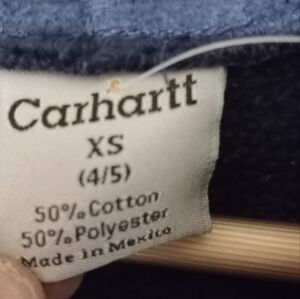 Carhartt
XS
(4/5)
50% Cotton
50% Polyester
Made in Mexico